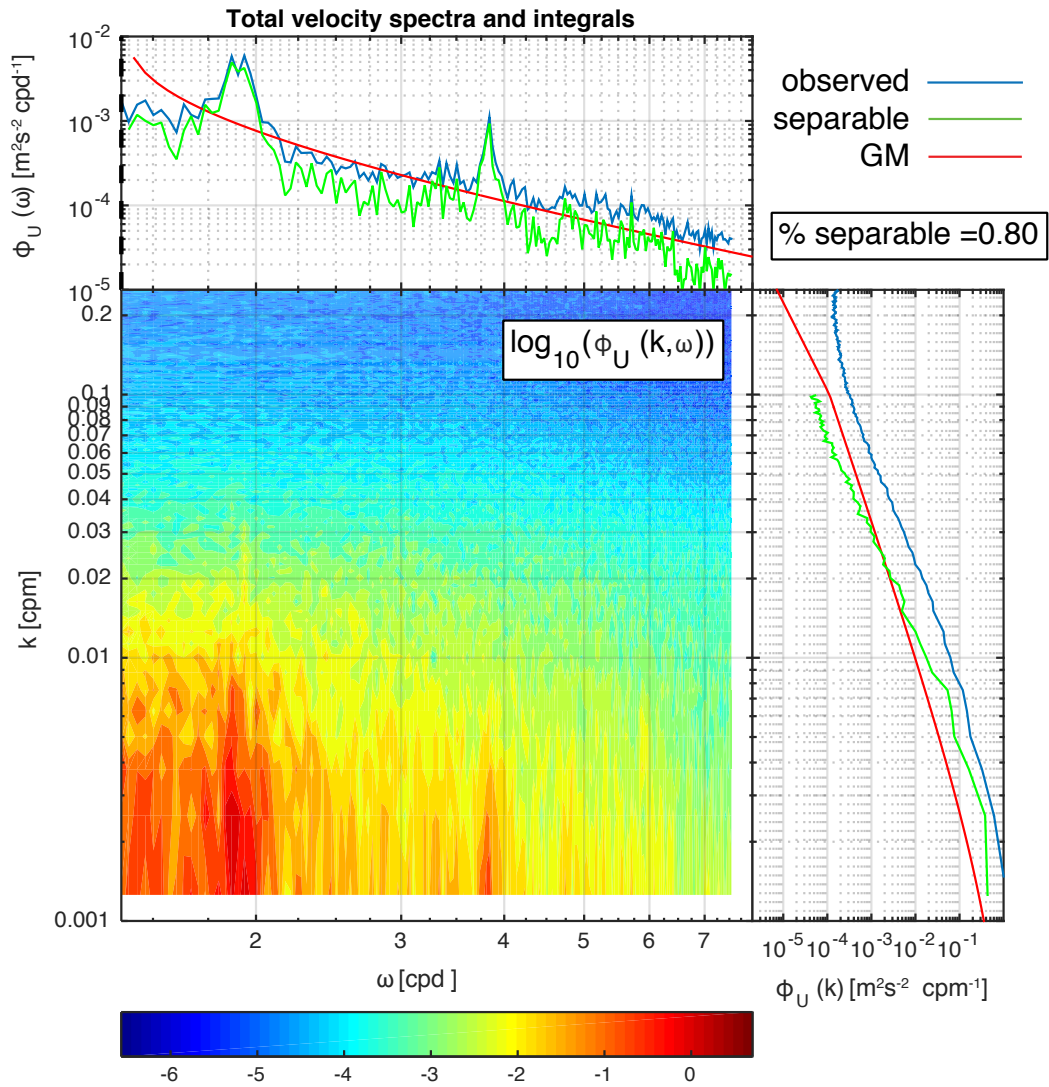 Total velocity spectra and integrals
10⁻²
10⁻³
10⁻⁴
10⁻⁵
ϕ_U (ω) [m²s⁻² cpd⁻¹]
observed
separable
GM
% separable =0.80
log₁₀(ϕ_U (k,ω))
0.2
0.1
0.09
0.08
0.07
0.06
0.05
0.04
0.03
0.02
0.01
0.001
k [cpm]
2 3 4 5 6 7
ω [cpd ]
10⁻⁵ 10⁻⁴ 10⁻³ 10⁻² 10⁻¹
ϕ_U (k) [m²s⁻² cpm⁻¹]
-6 -5 -4 -3 -2 -1 0